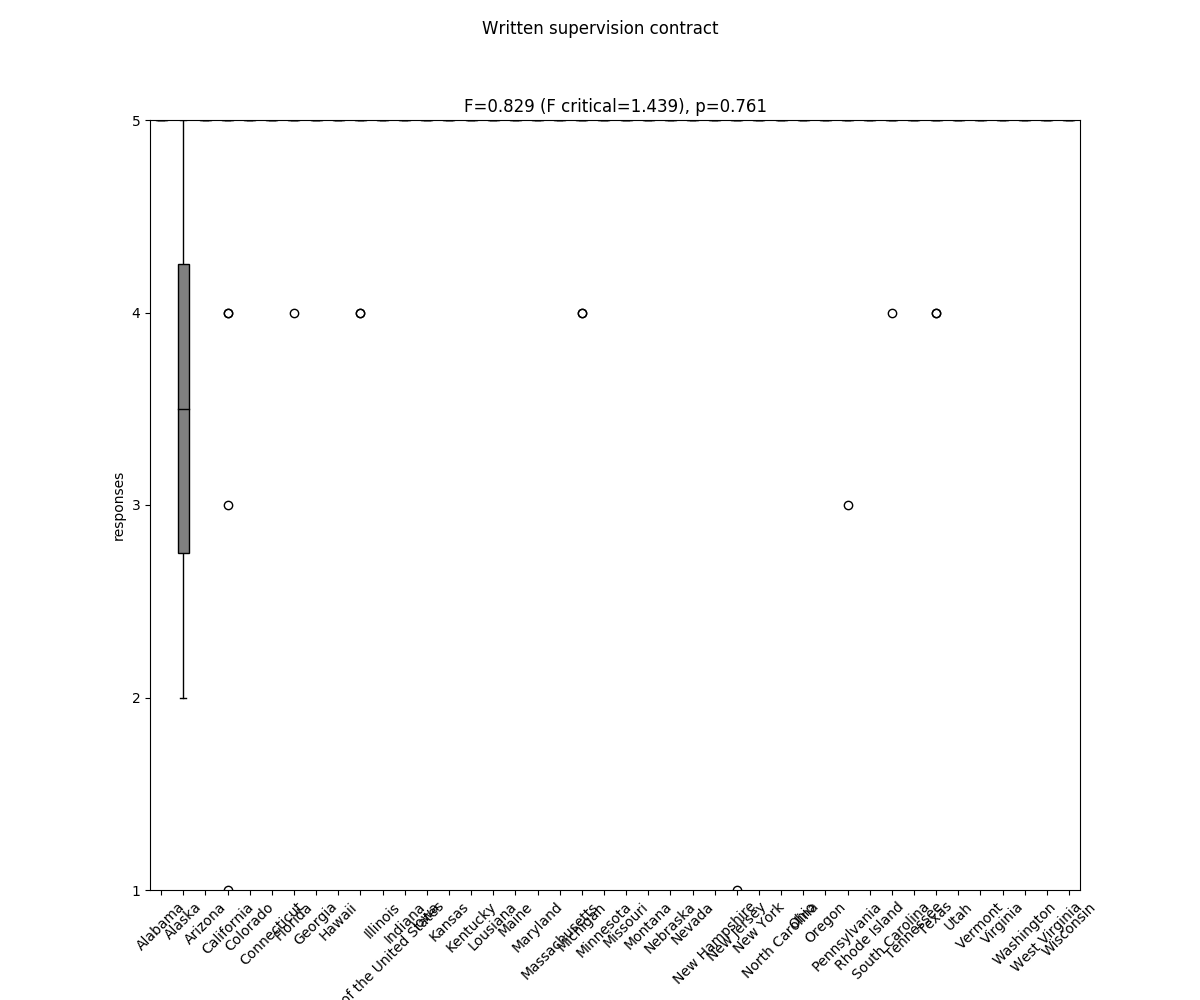 Written supervision contract
F=0.829 (F critical=1.439), p=0.761
responses
5
4
3
2
1
Alabama
Alaska
Arizona
California
Colorado
Connecticut
Florida
Georgia
Hawaii
Illinois
Indiana
of the United States
Iowa
Kansas
Kentucky
Lousiana
Maine
Maryland
Massachusetts
Michigan
Minnesota
Missouri
Montana
Nebraska
Nevada
New Hampshire
New Jersey
New York
North Carolina
Ohio
Oregon
Pennsylvania
Rhode Island
South Carolina
Tennessee
Texas
Utah
Vermont
Virginia
Washington
West Virginia
Wisconsin